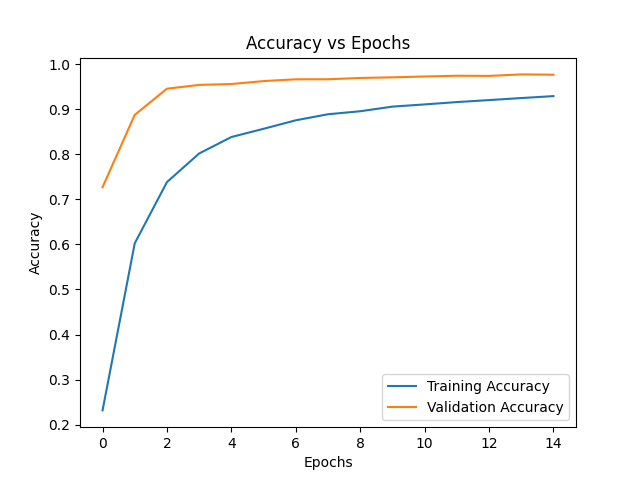 Accuracy vs Epochs
1.0
0.9
0.8
0.7
0.6
0.5
0.4
0.3
0.2
Accuracy
Training Accuracy
Validation Accuracy
0 2 4 6 8 10 12 14
Epochs